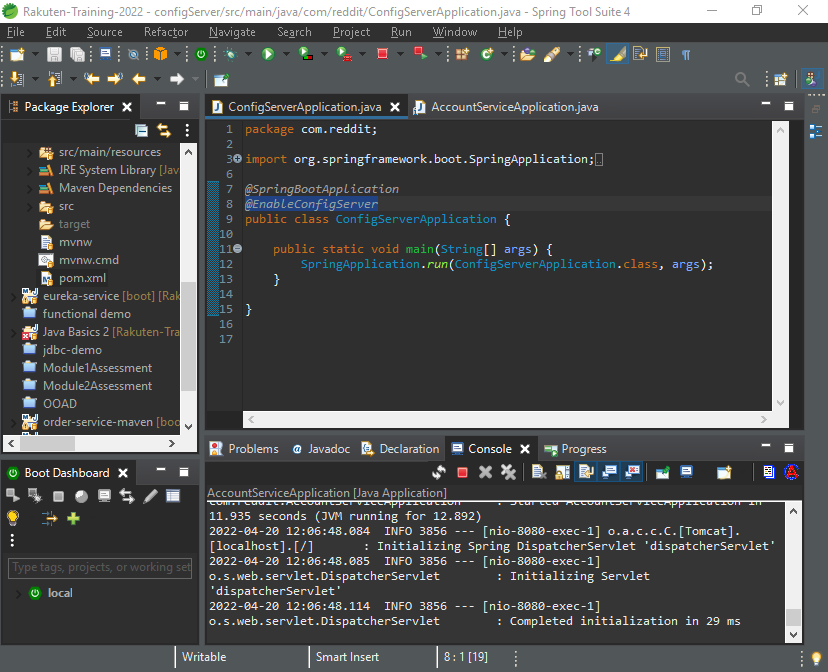 Rakuten-Training-2022 - configServer/src/main/java/com/reddit/ConfigServerApplication.java - Spring Tool Suite 4
File Edit Source Refactor Navigate Search Project Run Window Help
Package Explorer
src/main/resources
JRE System Library [Jav
Maven Dependencies
src
target
mvnw
mvnw.cmd
pom.xml
eureka-service [boot] [Rak
functional demo
Java Basics 2 [Rakuten-Tra
jdbc-demo
Module1Assessment
Module2Assessment
OOAD
order-service-maven [boo
ConfigServerApplication.java AccountServiceApplication.java
1 package com.reddit;
2
3 import org.springframework.boot.SpringApplication;
6
7 @SpringBootApplication
8 @EnableConfigServer
9 public class ConfigServerApplication {
10
11 public static void main(String[] args) {
12 SpringApplication.run(ConfigServerApplication.class, args);
13 }
14
15 }
16
17
Boot Dashboard
Type tags, projects, or working set
local
Problems Javadoc Declaration Console Progress
AccountServiceApplication [Java Application]
11.935 seconds (JVM running for 12.892)
2022-04-20 12:06:48.084 INFO 3856 --- [nio-8080-exec-1] o.a.c.c.C.[Tomcat].
[localhost].[/] : Initializing Spring DispatcherServlet 'dispatcherServlet'
2022-04-20 12:06:48.085 INFO 3856 --- [nio-8080-exec-1]
o.s.web.servlet.DispatcherServlet : Initializing Servlet
'dispatcherServlet'
2022-04-20 12:06:48.114 INFO 3856 --- [nio-8080-exec-1]
o.s.web.servlet.DispatcherServlet : Completed initialization in 29 ms
Writable Smart Insert 8 : 1 [19]